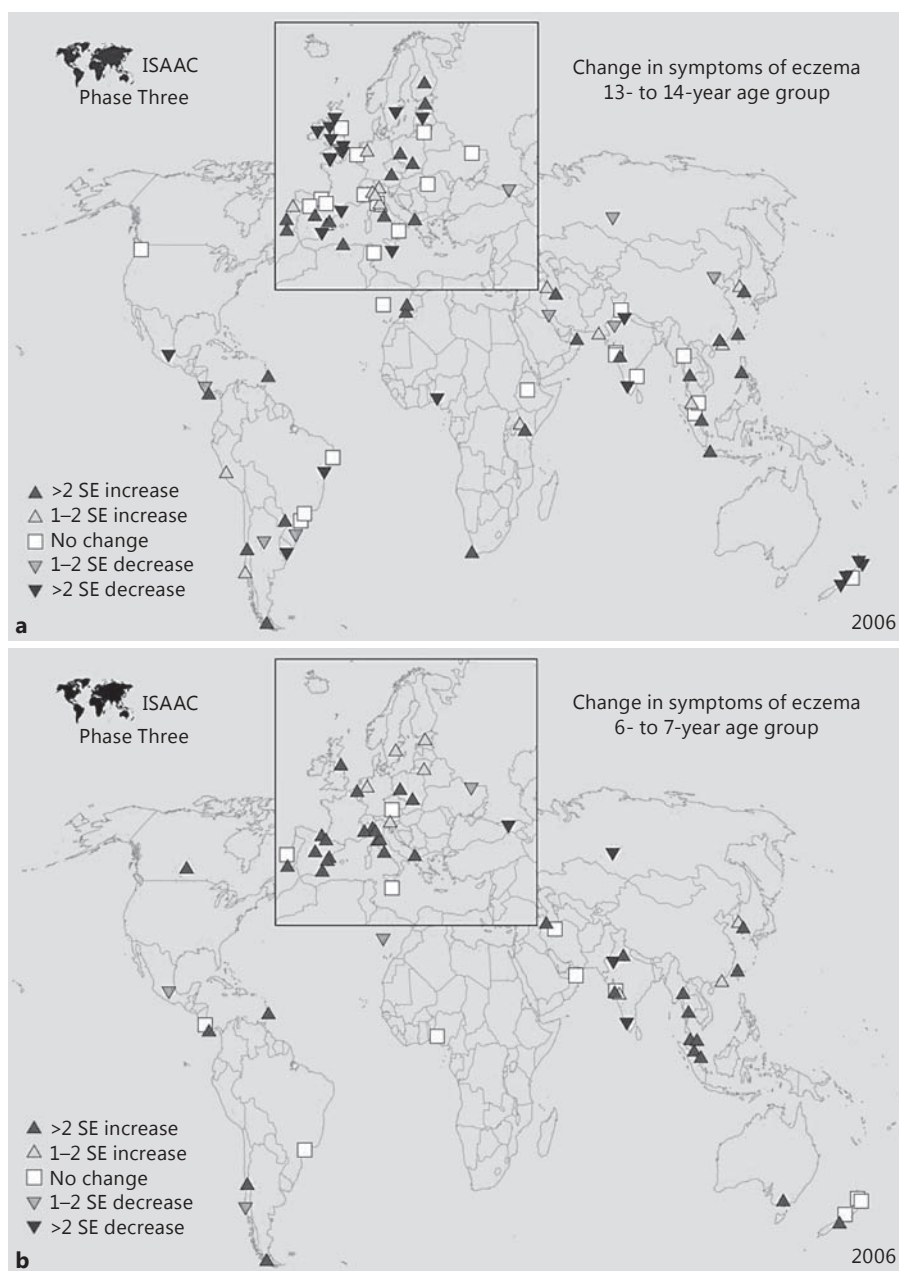 ISAAC
Phase Three
Change in symptoms of eczema
13- to 14-year age group
>2 SE increase
1–2 SE increase
No change
1–2 SE decrease
>2 SE decrease
a
2006
ISAAC
Phase Three
Change in symptoms of eczema
6- to 7-year age group
>2 SE increase
1–2 SE increase
No change
1–2 SE decrease
>2 SE decrease
b
2006